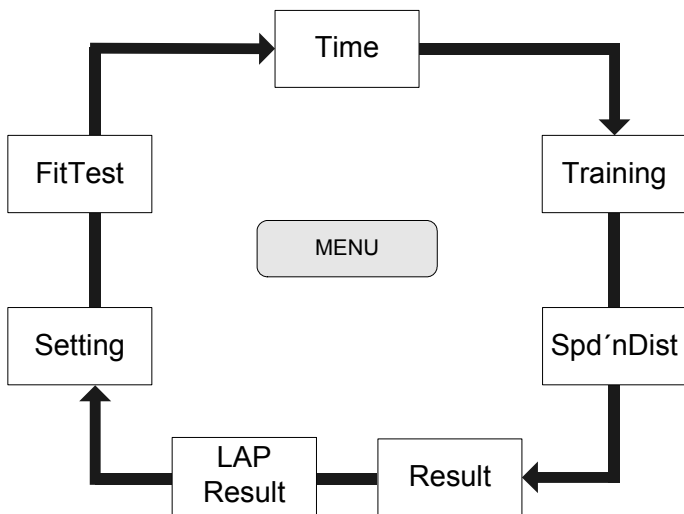 Time
FitTest
Training
MENU
Setting
Spd´nDist
LAP
Result
Result